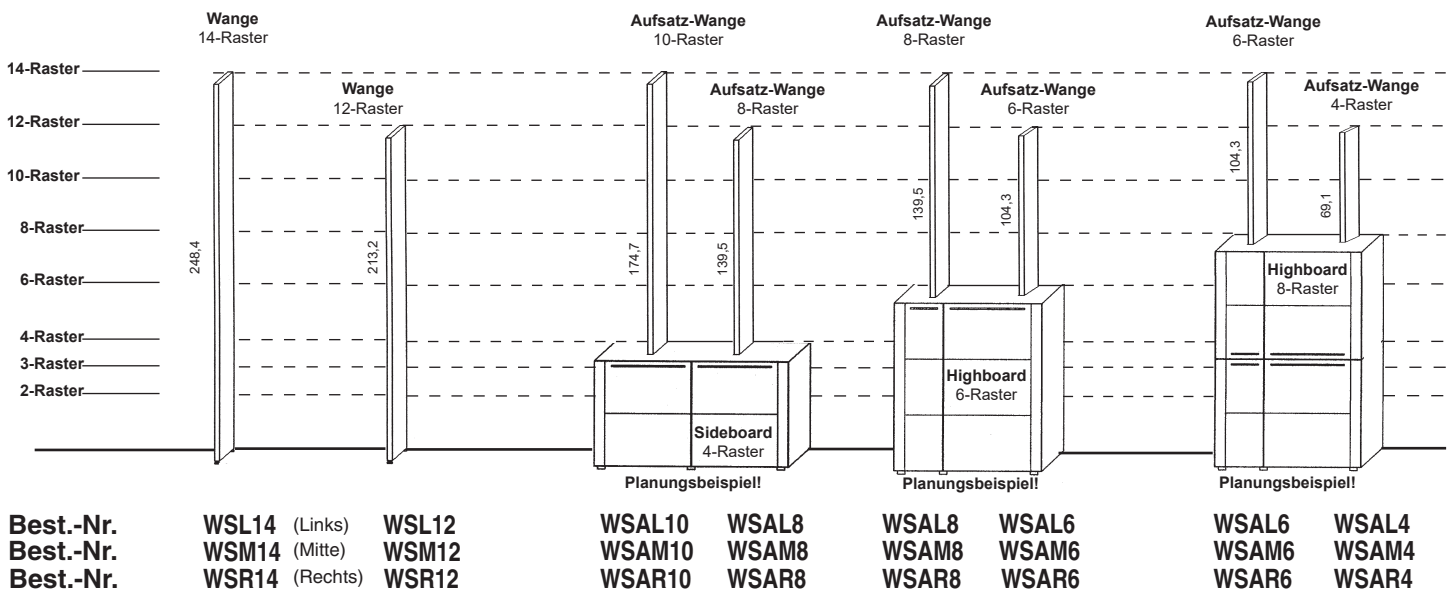 Wange
14-Raster
Aufsatz-Wange
10-Raster
Aufsatz-Wange
8-Raster
Aufsatz-Wange
6-Raster
14-Raster
Wange
12-Raster
Aufsatz-Wange
8-Raster
Aufsatz-Wange
6-Raster
Aufsatz-Wange
4-Raster
12-Raster
10-Raster
8-Raster
6-Raster
4-Raster
3-Raster
2-Raster
248,4
213,2
174,7
139,5
139,5
104,3
104,3
69,1
Sideboard
4-Raster
Highboard
6-Raster
Highboard
8-Raster
Planungsbeispiel!
Planungsbeispiel!
Planungsbeispiel!
Best.-Nr. WSL14 (Links) WSL12 WSAL10 WSAL8 WSAL8 WSAL6 WSAL6 WSAL4
Best.-Nr. WSM14 (Mitte) WSM12 WSAM10 WSAM8 WSAM8 WSAM6 WSAM6 WSAM4
Best.-Nr. WSR14 (Rechts) WSR12 WSAR10 WSAR8 WSAR8 WSAR6 WSAR6 WSAR4